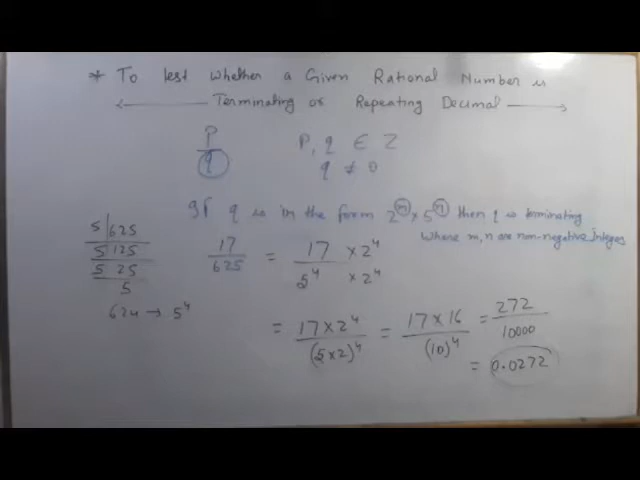 * To test whether a Given Rational Number is
Terminating or Repeating Decimal
P/q P, q ∈ Z
q ≠ 0
If q is in the form 2^m × 5^n then q is terminating
where m, n are non-negative integers
5 | 625
5 | 125
5 | 25
5
624 → 5^4
17/625 = (17 × 2^4)/(5^4 × 2^4)
= (17 × 2^4)/(5 × 2)^4 = (17 × 16)/(10)^4 = 272/10000
= 0.0272